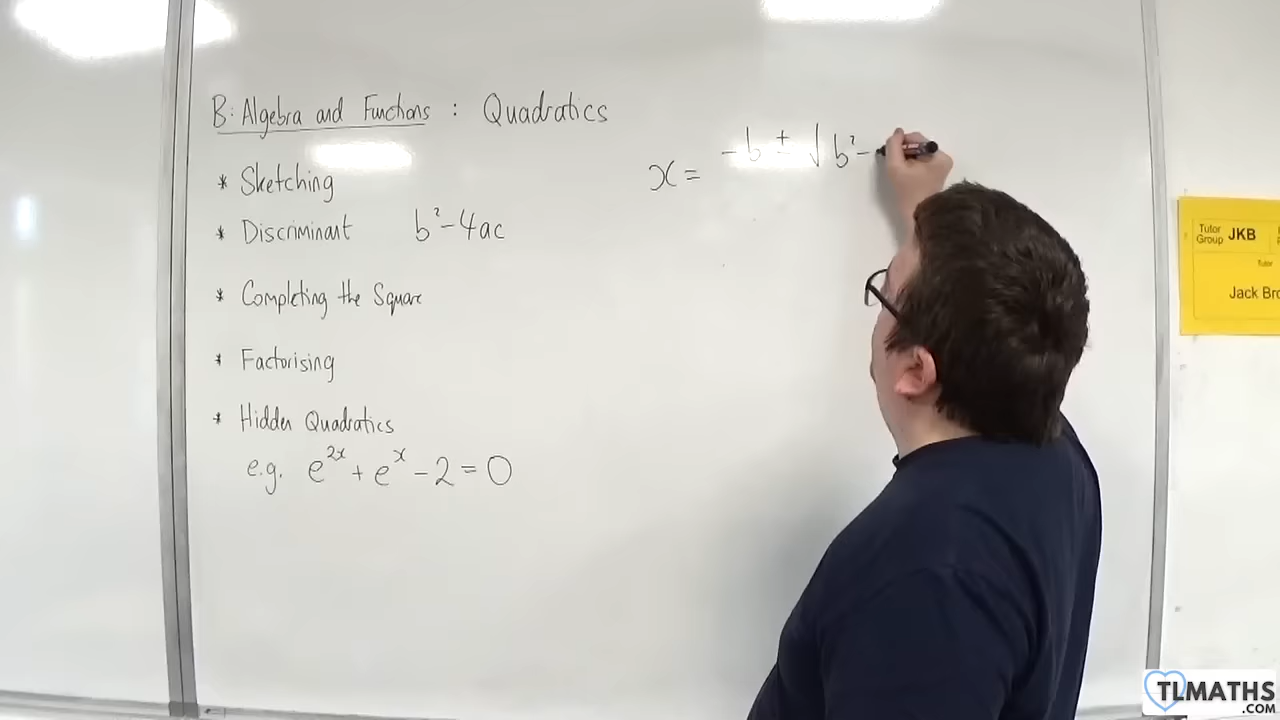 B: Algebra and Functions : Quadratics
* Sketching
* Discriminant b²-4ac
* Completing the Square
* Factorising
* Hidden Quadratics
e.g. e^{2x} + e^x - 2 = 0
x = -b ± √b²-
Tutor Group JKB
Tutor
Jack Bro
TLMATHS
.COM